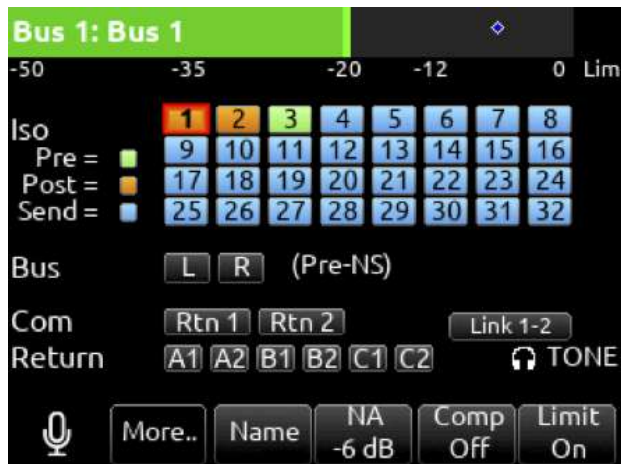 Bus 1: Bus 1
-50 -35 -20 -12 0 Lim
Iso 1 2 3 4 5 6 7 8
Pre = 9 10 11 12 13 14 15 16
Post = 17 18 19 20 21 22 23 24
Send = 25 26 27 28 29 30 31 32
Bus L R (Pre-NS)
Com Rtn 1 Rtn 2 Link 1-2
Return A1 A2 B1 B2 C1 C2 TONE
More.. Name NA Comp Limit
-6 dB Off On